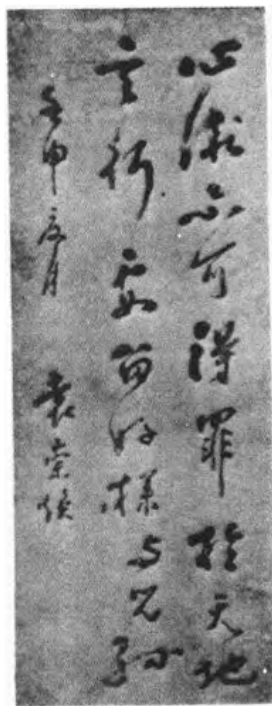 心術不可得罪於天地
言行要留好樣與兒孫
壬申夏月 袁崇煥